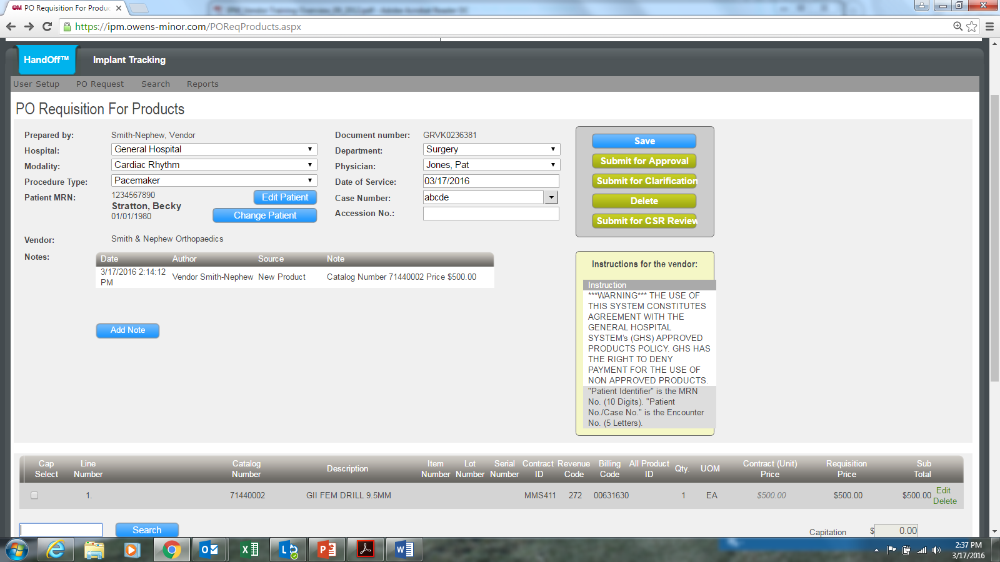 PO Requisition For Produc
https://ipm.owens-minor.com/POReqProducts.aspx
HandOff™ Implant Tracking
User Setup PO Request Search Reports
PO Requisition For Products
Prepared by: Smith-Nephew, Vendor Document number: GRVK0236381
Hospital: General Hospital Department: Surgery
Modality: Cardiac Rhythm Physician: Jones, Pat
Procedure Type: Pacemaker Date of Service: 03/17/2016
Patient MRN: 1234567890 Edit Patient Case Number: abcde
Stratton, Becky
01/01/1980 Change Patient Accession No.:
Save
Submit for Approval
Submit for Clarification
Delete
Submit for CSR Review
Vendor: Smith & Nephew Orthopaedics
Notes:
Date Author Source Note
3/17/2016 2:14:12
PM Vendor Smith-Nephew New Product Catalog Number 71440002 Price $500.00
Add Note
Instructions for the vendor:
Instruction
***WARNING*** THE USE OF
THIS SYSTEM CONSTITUTES
AGREEMENT WITH THE
GENERAL HOSPITAL
SYSTEM's (GHS) APPROVED
PRODUCTS POLICY. GHS HAS
THE RIGHT TO DENY
PAYMENT FOR THE USE OF
NON APPROVED PRODUCTS.
"Patient Identifier" is the MRN
No. (10 Digits). "Patient
No./Case No." is the Encounter
No. (5 Letters).
Cap Select Line Number Catalog Number Description Item Number Lot Number Serial Number Contract ID Revenue Code Billing Code All Product ID Qty. UOM Contract (Unit) Price Requisition Price Sub Total
1. 71440002 GII FEM DRILL 9.5MM MMS411 272 00631630 1 EA $500.00 $500.00 $500.00 Edit
Delete
Search Capitation $ 0.00
2:37 PM
3/17/2016